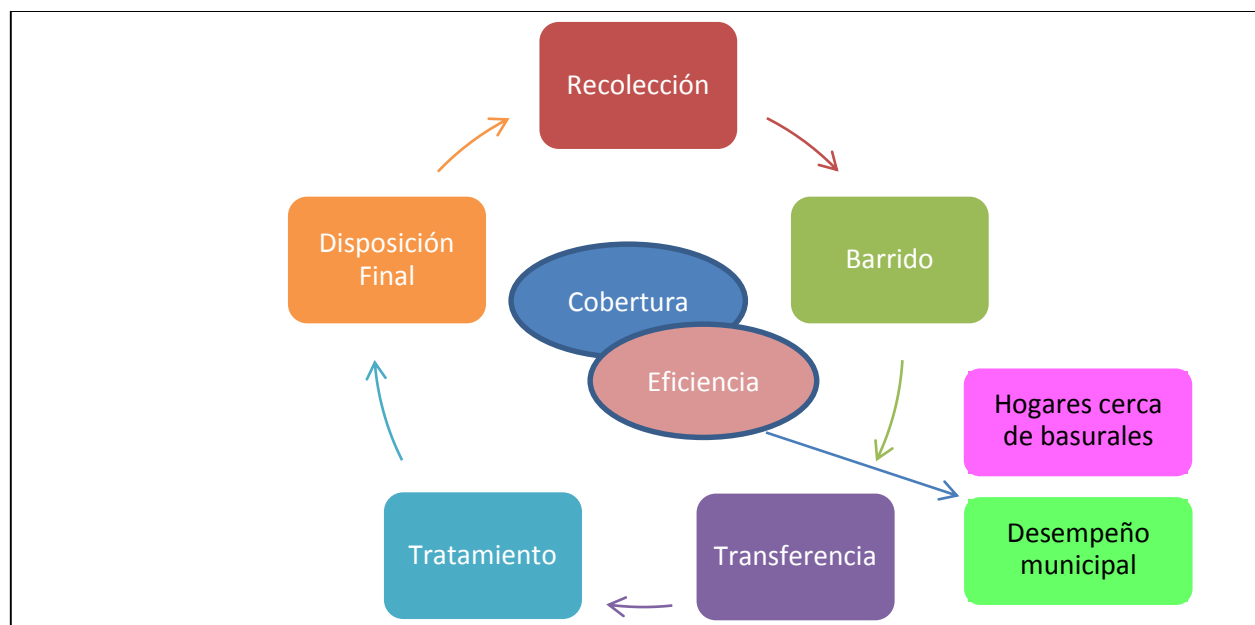 Recolección
Disposición
Final
Barrido
Cobertura
Eficiencia
Hogares cerca
de basurales
Tratamiento
Transferencia
Desempeño
municipal